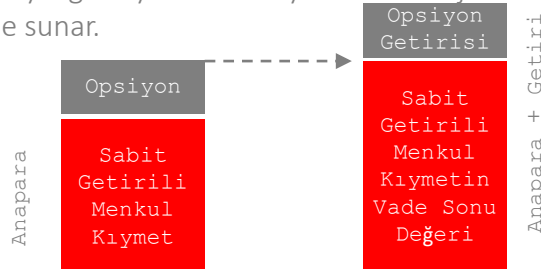 e sunar.
Opsiyon
Sabit
Getirili
Menkul
Kıymet
Anapara
Opsiyon
Getirisi
Sabit
Getirili
Menkul
Kıymetin
Vade Sonu
Değeri
Anapara + Getiri